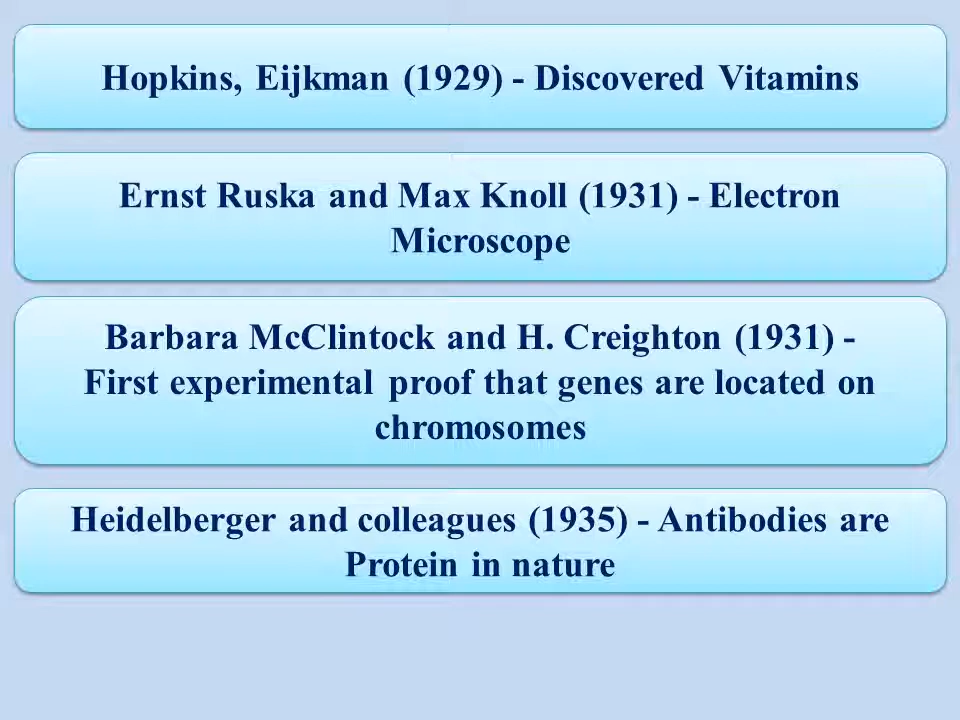 Hopkins, Eijkman (1929) - Discovered Vitamins
Ernst Ruska and Max Knoll (1931) - Electron
Microscope
Barbara McClintock and H. Creighton (1931) -
First experimental proof that genes are located on
chromosomes
Heidelberger and colleagues (1935) - Antibodies are
Protein in nature